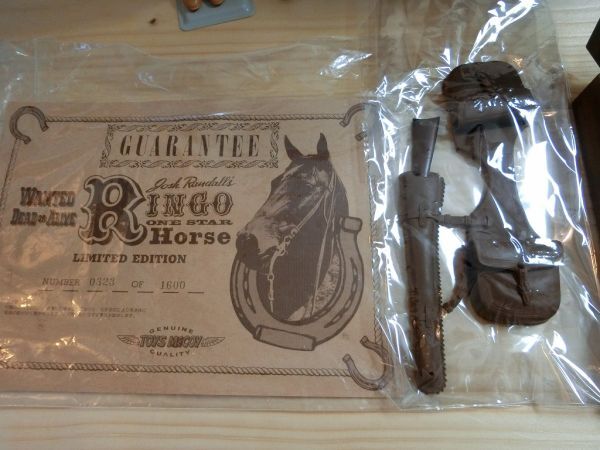 GUARANTEE
WANTED
DEAD OR ALIVE
Josh Randall's
RINGO
ONE STAR
Horse
LIMITED EDITION
NUMBER 0323 OF 1600
GENUINE
TOYS McCOY
QUALITY